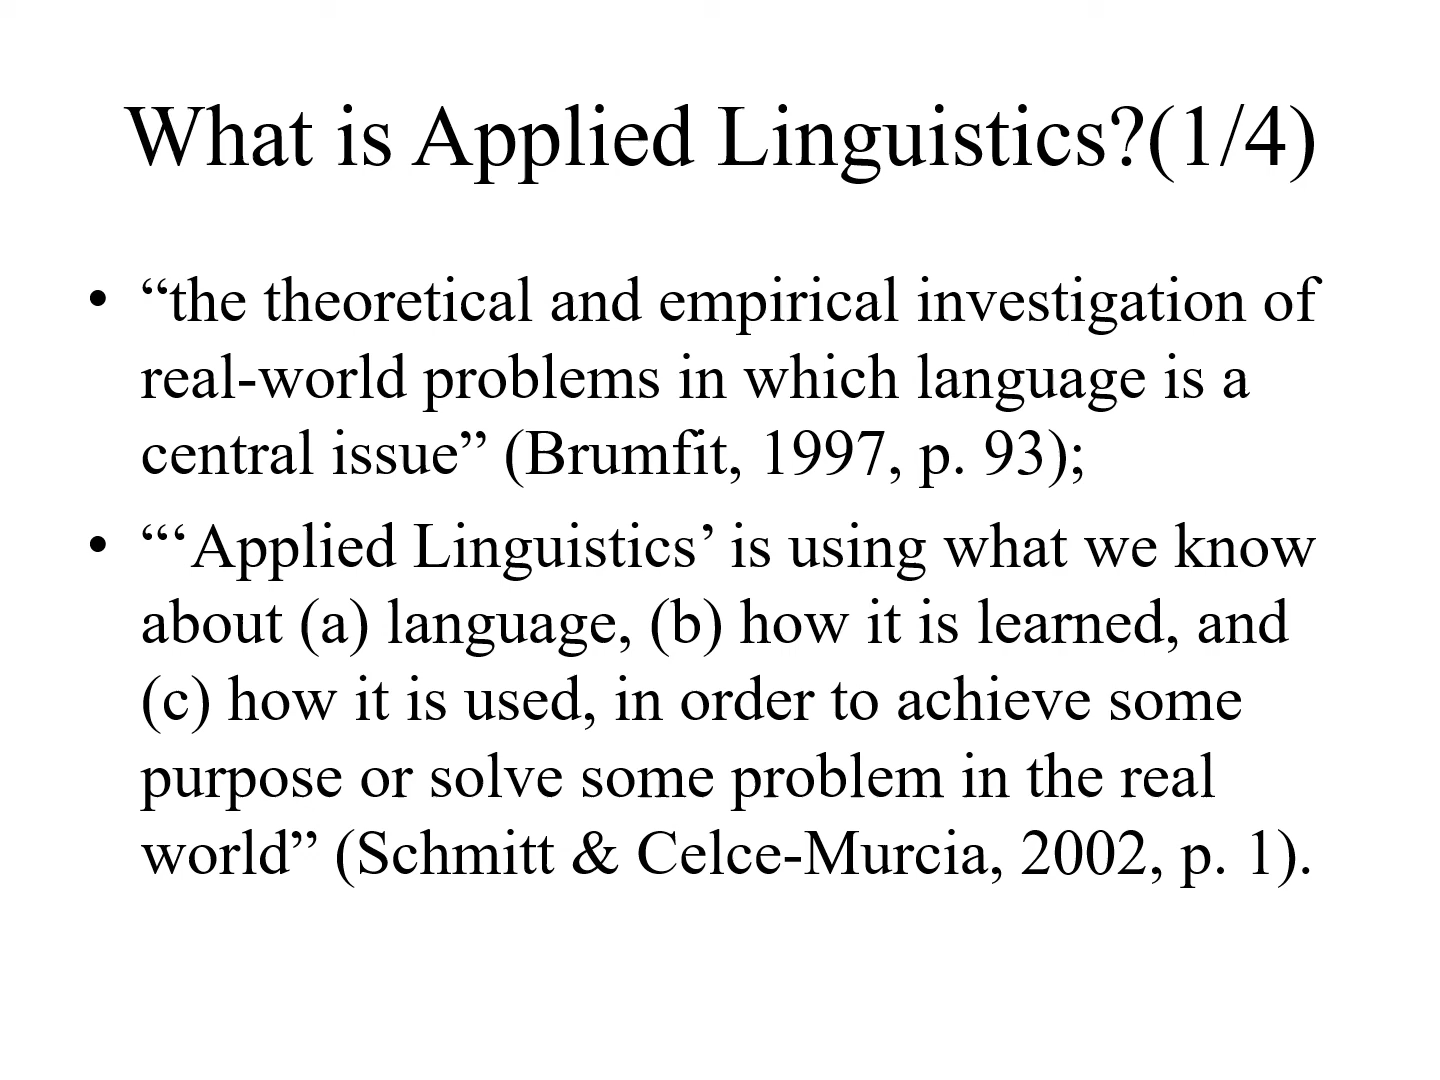 What is Applied Linguistics?(1/4)
• “the theoretical and empirical investigation of
real-world problems in which language is a
central issue” (Brumfit, 1997, p. 93);
• “‘Applied Linguistics’ is using what we know
about (a) language, (b) how it is learned, and
(c) how it is used, in order to achieve some
purpose or solve some problem in the real
world” (Schmitt & Celce-Murcia, 2002, p. 1).